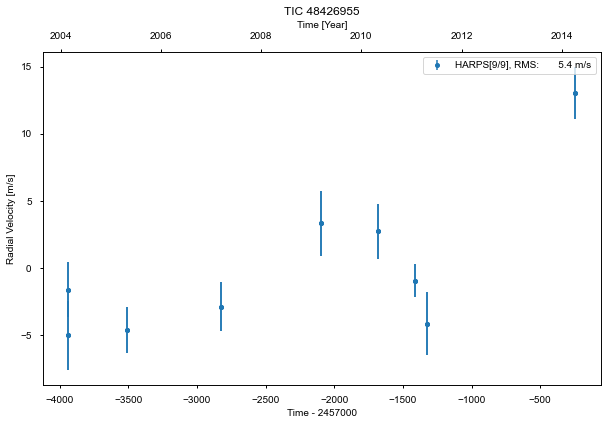 TIC 48426955
Time [Year]
2004 2006 2008 2010 2012 2014
HARPS[9/9], RMS: 5.4 m/s
15
10
5
0
−5
Radial Velocity [m/s]
−4000 −3500 −3000 −2500 −2000 −1500 −1000 −500
Time - 2457000